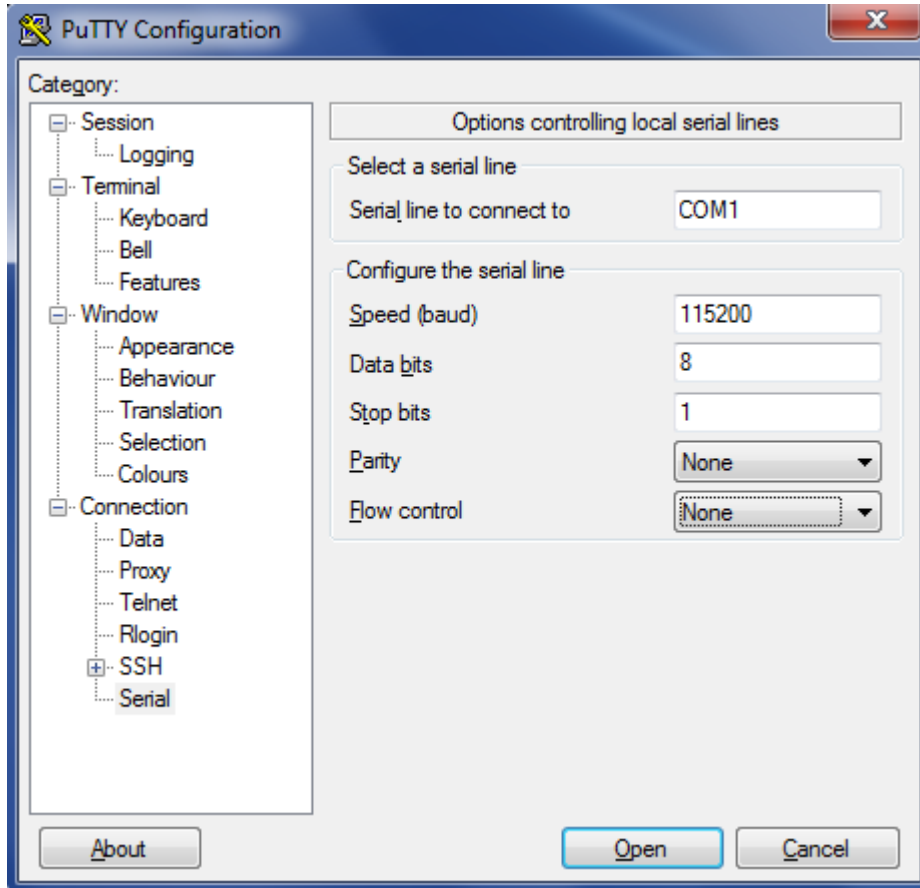 PuTTY Configuration
Category:
Session
Logging
Terminal
Keyboard
Bell
Features
Window
Appearance
Behaviour
Translation
Selection
Colours
Connection
Data
Proxy
Telnet
Rlogin
SSH
Serial
Options controlling local serial lines
Select a serial line
Serial line to connect to COM1
Configure the serial line
Speed (baud) 115200
Data bits 8
Stop bits 1
Parity None
Flow control None
About Open Cancel